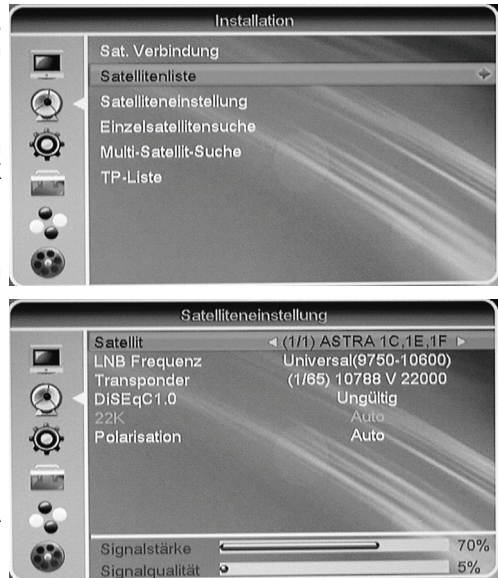 Installation
Sat. Verbindung
Satellitenliste
Satelliteneinstellung
Einzelsatellitensuche
Multi-Satellit-Suche
TP-Liste
Satelliteneinstellung
Satellit (1/1) ASTRA 1C,1E,1F
LNB Frequenz Universal(9750-10600)
Transponder (1/65) 10788 V 22000
DiSEqC1.0 Ungültig
22K Auto
Polarisation Auto
Signalstärke 70%
Signalqualität 5%